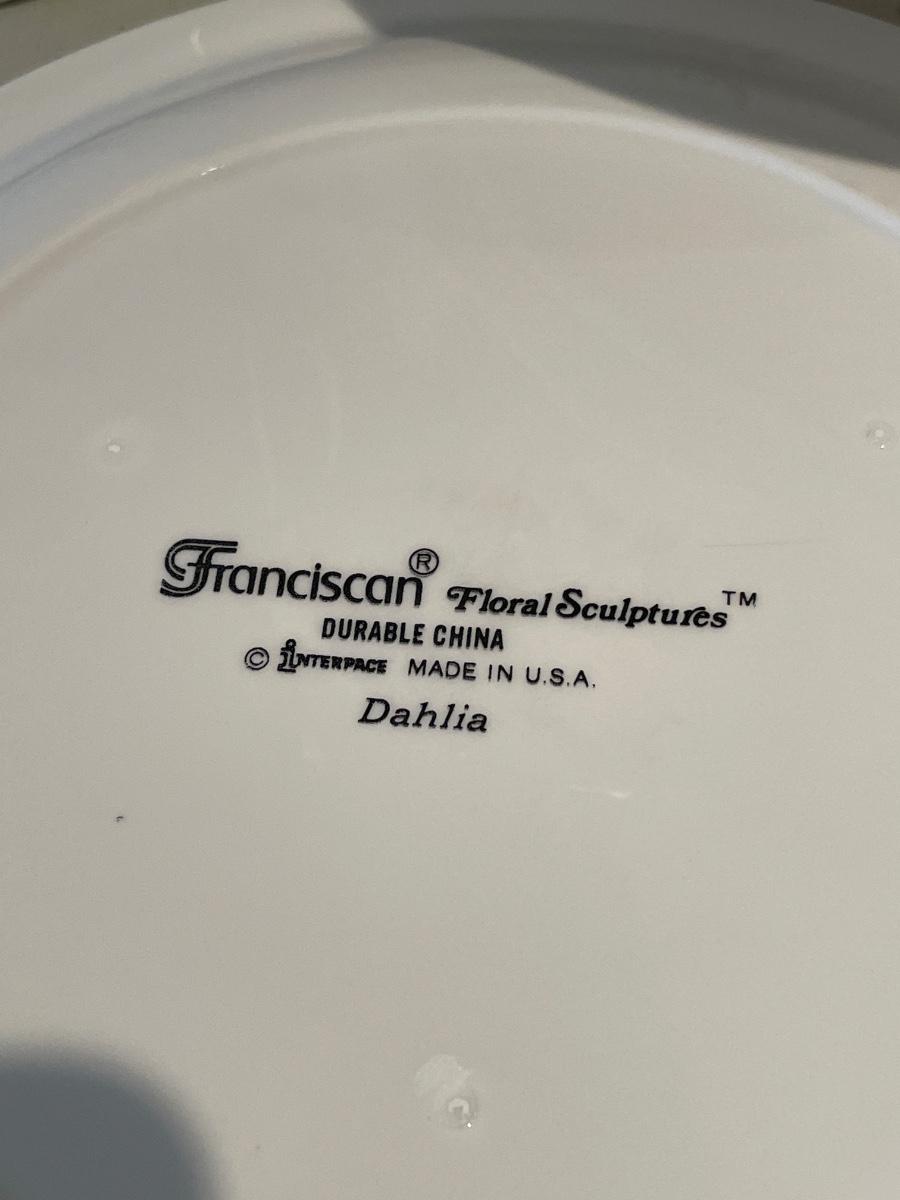 Franciscan® Floral Sculptures™
DURABLE CHINA
© INTERPACE MADE IN U.S.A.
Dahlia